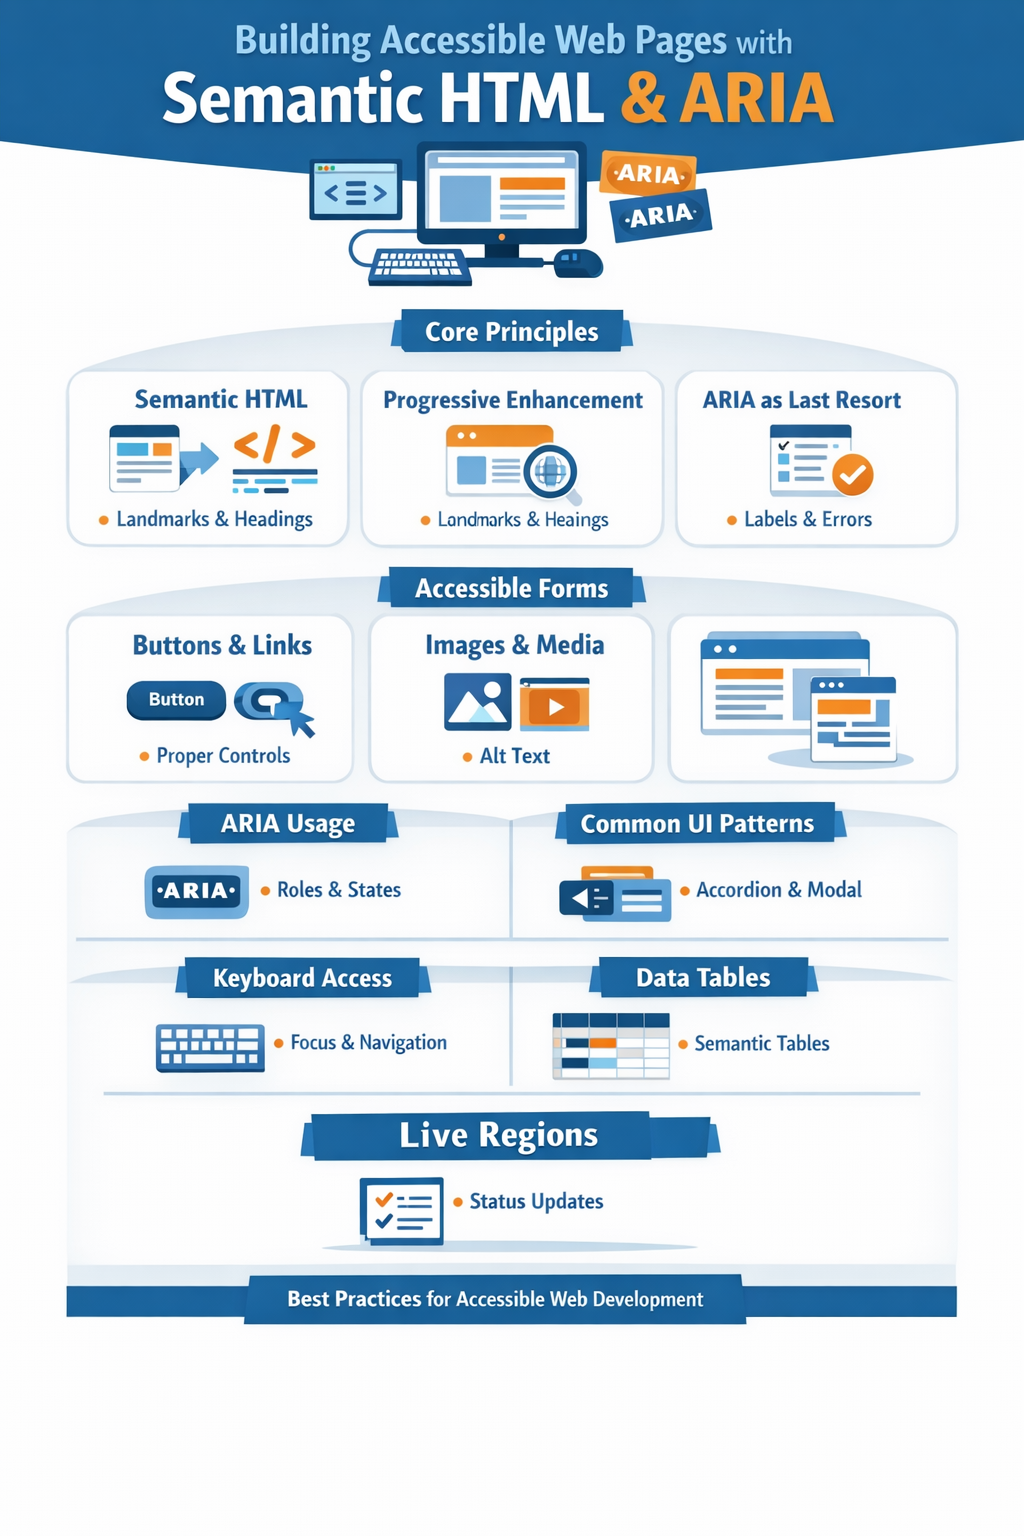 Building Accessible Web Pages with
Semantic HTML & ARIA
·ARIA·
·ARIA·
Core Principles
Semantic HTML
Landmarks & Headings
Progressive Enhancement
Landmarks & Heaings
ARIA as Last Resort
Labels & Errors
Accessible Forms
Buttons & Links
Button
Proper Controls
Images & Media
Alt Text
ARIA Usage
·ARIA·
Roles & States
Common UI Patterns
Accordion & Modal
Keyboard Access
Focus & Navigation
Data Tables
Semantic Tables
Live Regions
Status Updates
Best Practices for Accessible Web Development